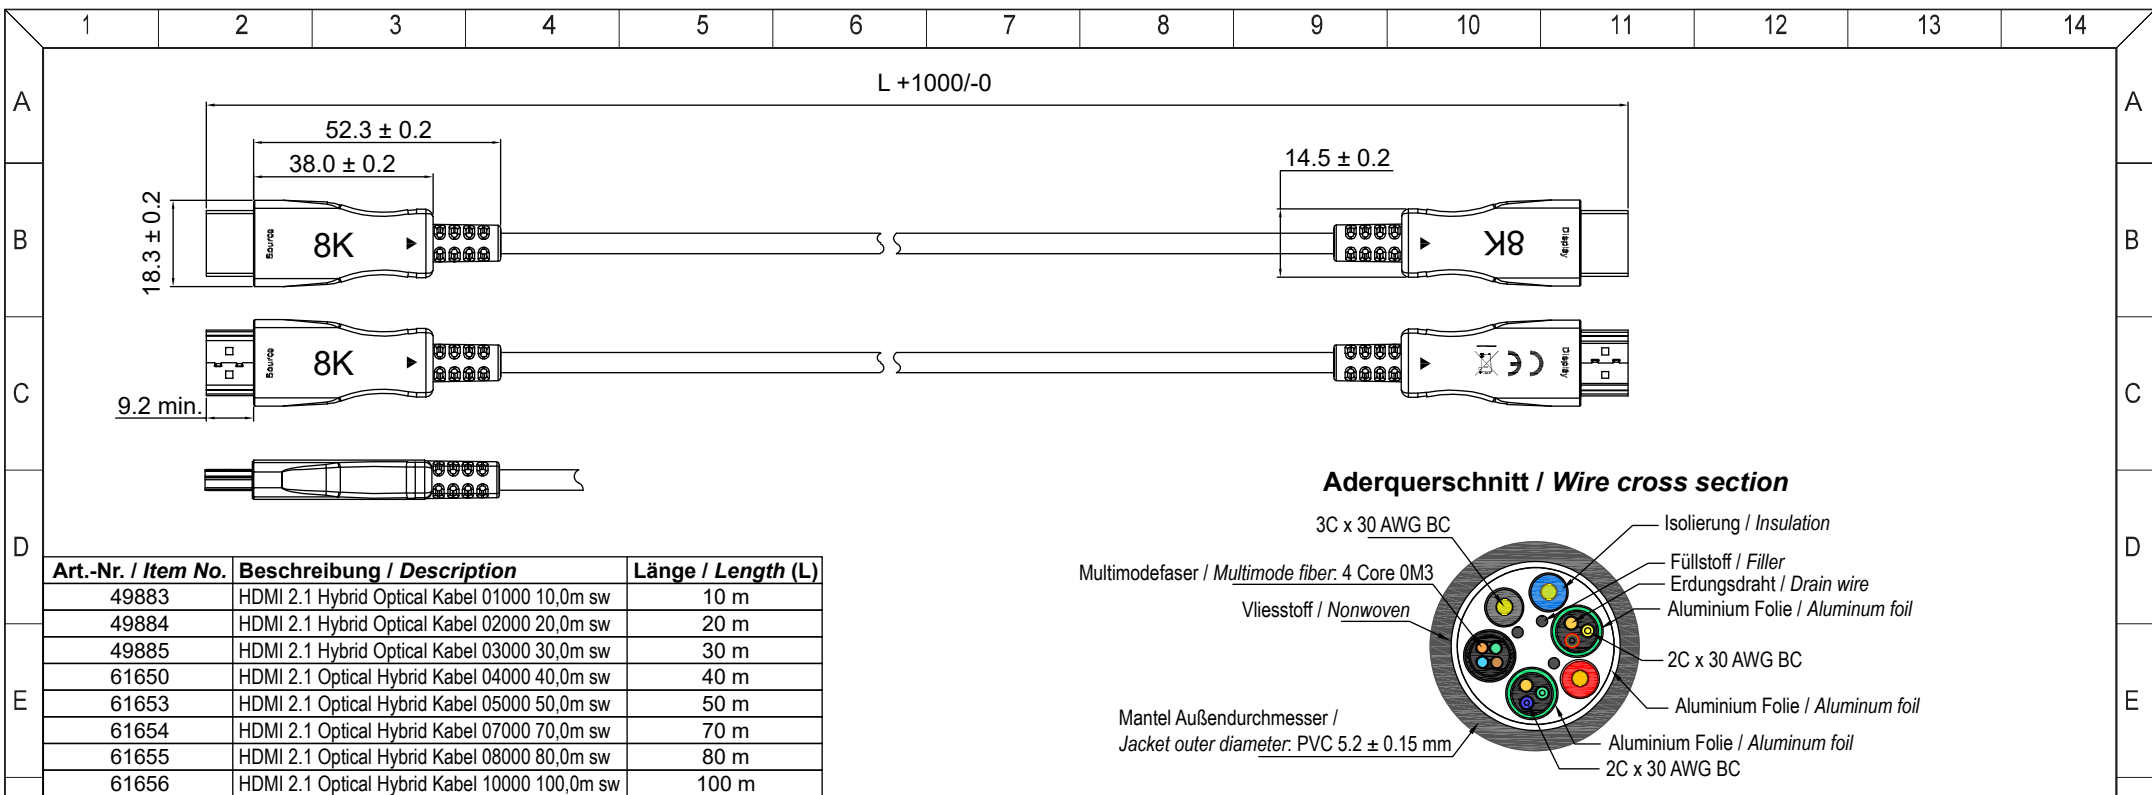 1 2 3 4 5 6 7 8 9 10 11 12 13 14
A A
L +1000/-0
52.3 ± 0.2
38.0 ± 0.2
14.5 ± 0.2
18.3 ± 0.2
B B
Source 8K
8K Display
C C
Source 8K
CE Display
9.2 min.
D D
Aderquerschnitt / Wire cross section
3C x 30 AWG BC
Isolierung / Insulation
Multimodefaser / Multimode fiber: 4 Core 0M3
Füllstoff / Filler
Erdungsdraht / Drain wire
Vliesstoff / Nonwoven
Aluminium Folie / Aluminum foil
2C x 30 AWG BC
Aluminium Folie / Aluminum foil
Mantel Außendurchmesser /
Jacket outer diameter: PVC 5.2 ± 0.15 mm
Aluminium Folie / Aluminum foil
2C x 30 AWG BC
Art.-Nr. / Item No. Beschreibung / Description Länge / Length (L)
49883 HDMI 2.1 Hybrid Optical Kabel 01000 10,0m sw 10 m
49884 HDMI 2.1 Hybrid Optical Kabel 02000 20,0m sw 20 m
49885 HDMI 2.1 Hybrid Optical Kabel 03000 30,0m sw 30 m
61650 HDMI 2.1 Optical Hybrid Kabel 04000 40,0m sw 40 m
61653 HDMI 2.1 Optical Hybrid Kabel 05000 50,0m sw 50 m
61654 HDMI 2.1 Optical Hybrid Kabel 07000 70,0m sw 70 m
61655 HDMI 2.1 Optical Hybrid Kabel 08000 80,0m sw 80 m
61656 HDMI 2.1 Optical Hybrid Kabel 10000 100,0m sw 100 m
E E